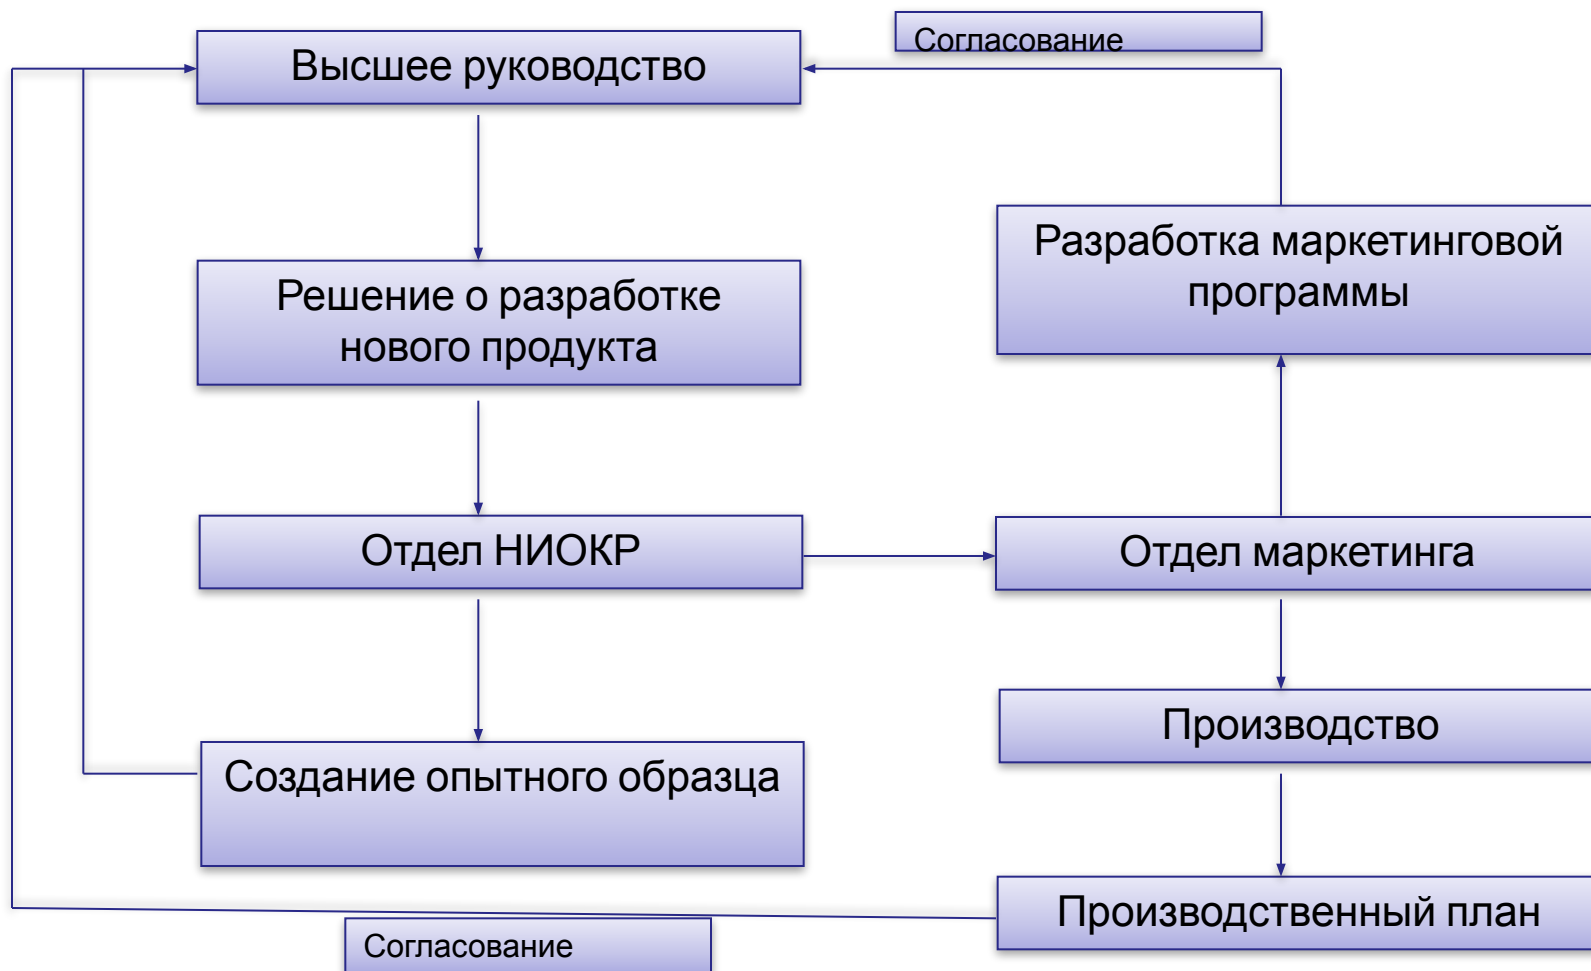 Согласование
Высшее руководство
Разработка маркетинговой
программы
Решение о разработке
нового продукта
Отдел НИОКР
Отдел маркетинга
Производство
Создание опытного образца
Производственный план
Согласование